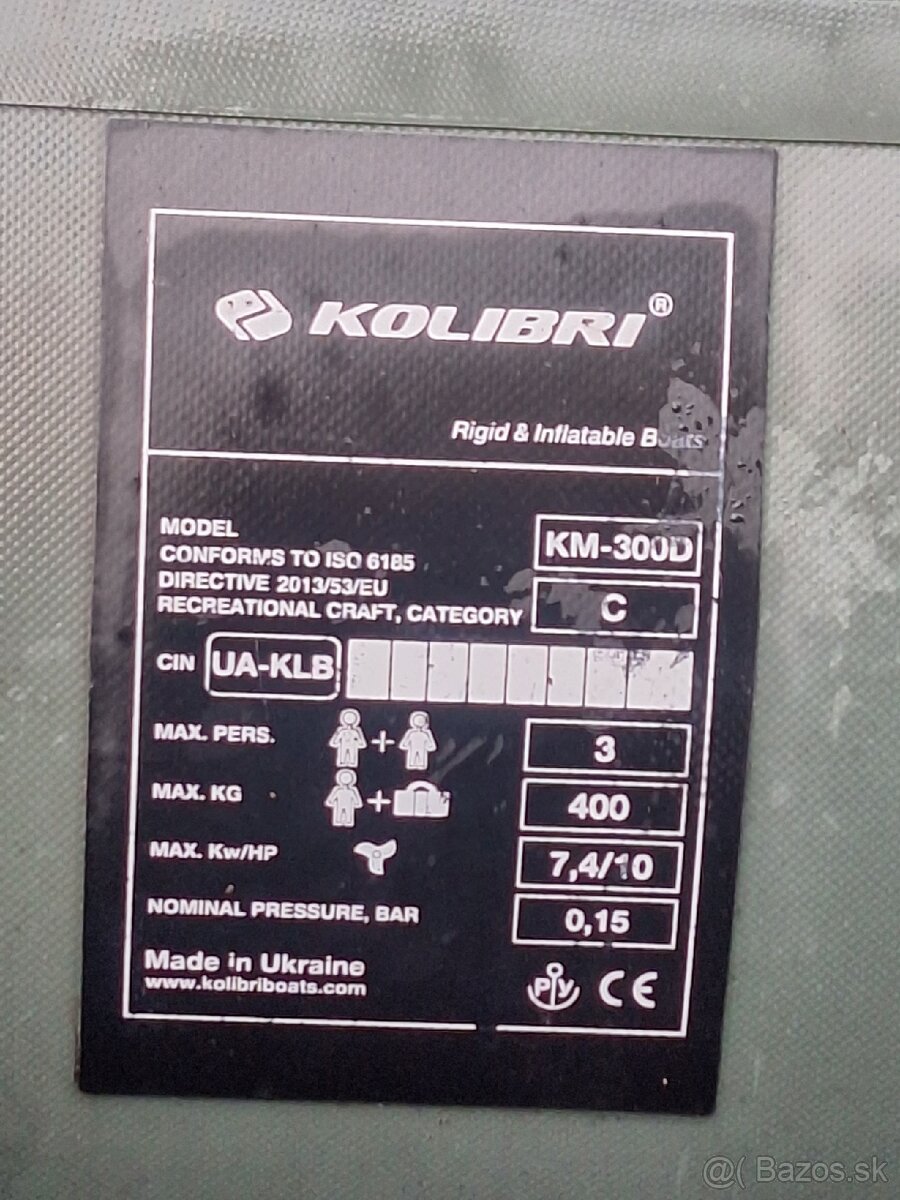 KOLIBRI®
Rigid & Inflatable Boats
MODEL KM-300D
CONFORMS TO ISO 6185
DIRECTIVE 2013/53/EU
RECREATIONAL CRAFT, CATEGORY C
CIN UA-KLB
MAX. PERS. + 3
MAX. KG + 400
MAX. Kw/HP 7,4/10
NOMINAL PRESSURE, BAR 0,15
Made in Ukraine
www.kolibriboats.com
РУ CE
@( Bazos.sk